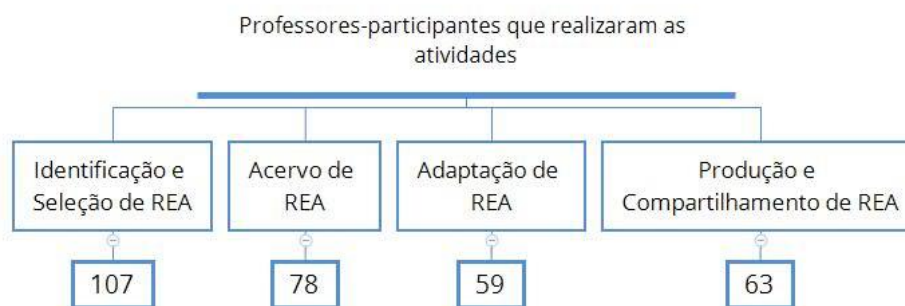 Professores-participantes que realizaram as
atividades
Identificação e
Seleção de REA
Acervo de
REA
Adaptação de
REA
Produção e
Compartilhamento de REA
107
78
59
63